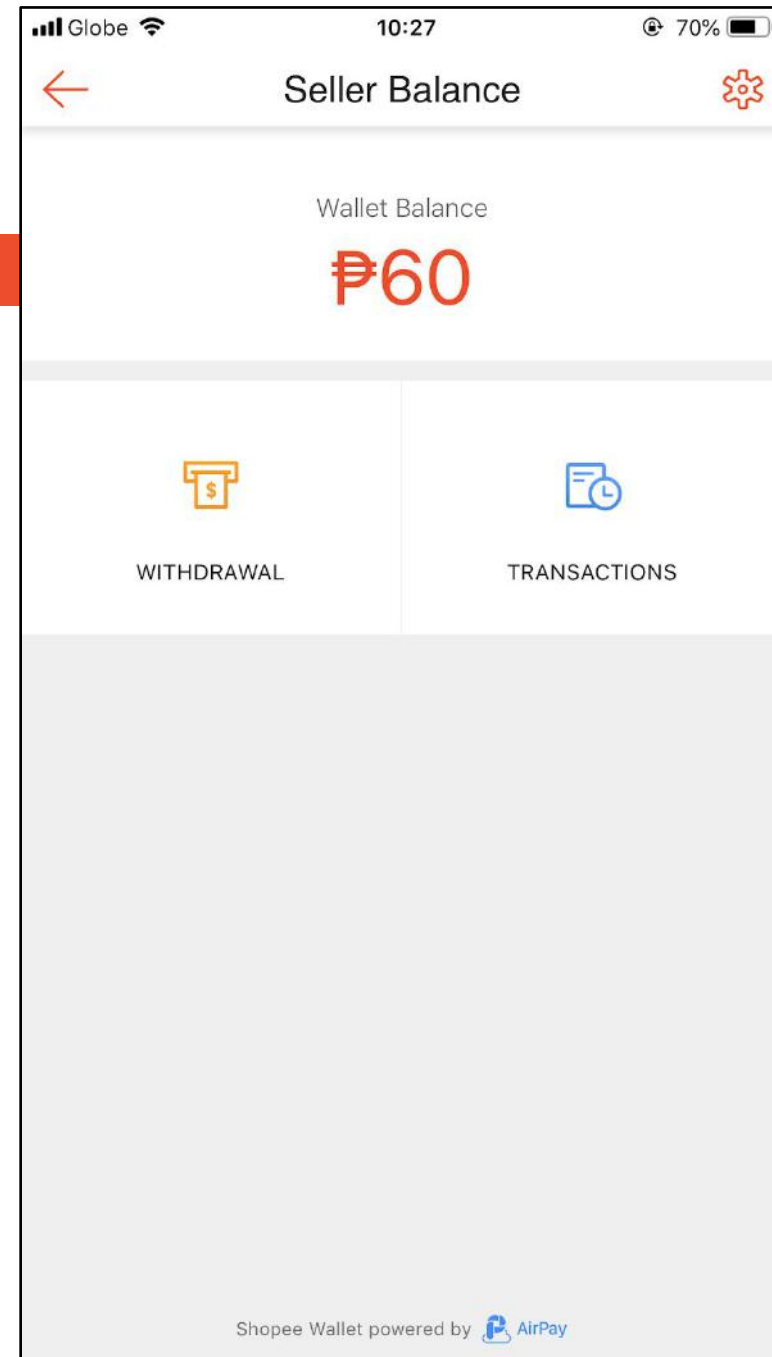 Globe 10:27 70%
Seller Balance
Wallet Balance
₱60
$
WITHDRAWAL TRANSACTIONS
Shopee Wallet powered by AirPay